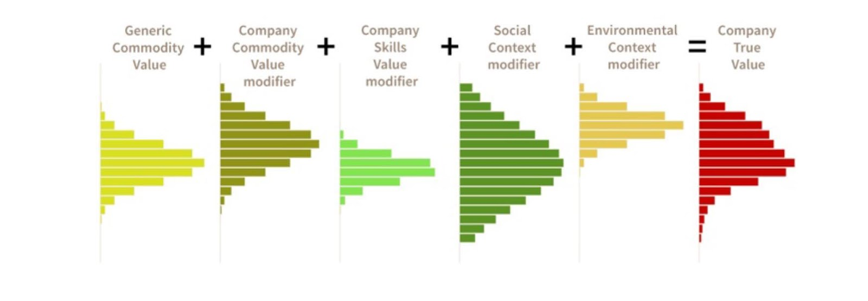 Generic
Commodity
Value
+
Company
Commodity
Value
modifier
+
Company
Skills
Value
modifier
+
Social
Context
modifier
+
Environmental
Context
modifier
=
Company
True
Value